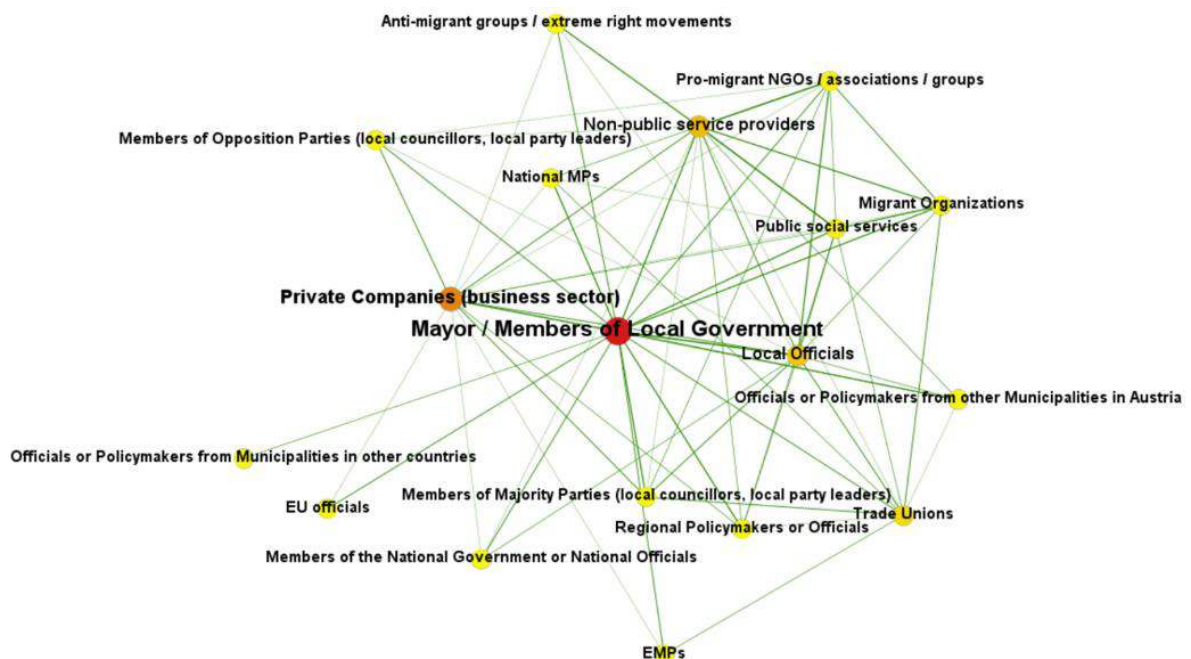 Anti-migrant groups / extreme right movements
Pro-migrant NGOs / associations / groups
Non-public service providers
Members of Opposition Parties (local councillors, local party leaders)
National MPs
Migrant Organizations
Public social services
Private Companies (business sector)
Mayor / Members of Local Government
Local Officials
Officials or Policymakers from other Municipalities in Austria
Officials or Policymakers from Municipalities in other countries
Members of Majority Parties (local councillors, local party leaders)
EU officials
Trade Unions
Regional Policymakers or Officials
Members of the National Government or National Officials
EMPs